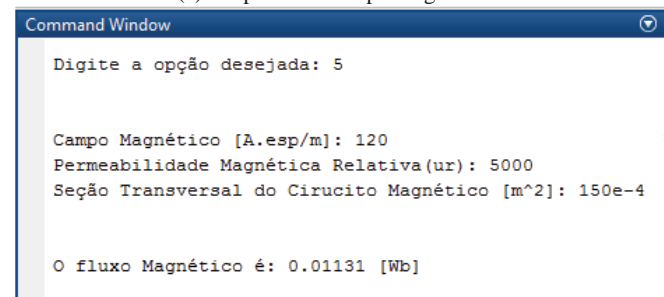 Command Window
Digite a opção desejada: 5
Campo Magnético [A.esp/m]: 120
Permeabilidade Magnética Relativa(ur): 5000
Seção Transversal do Cirucito Magnético [m^2]: 150e-4
O fluxo Magnético é: 0.01131 [Wb]